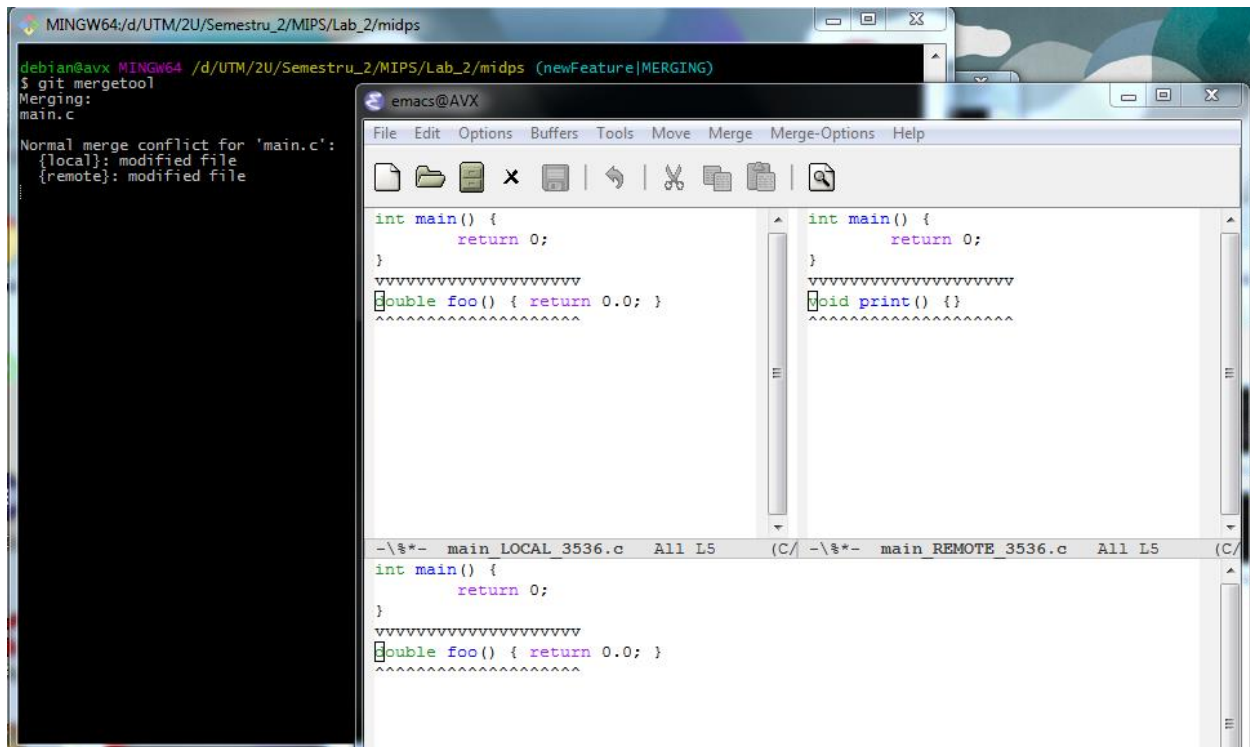 MINGW64:/d/UTM/2U/Semestru_2/MIPS/Lab_2/midps
debian@avx MINGW64 /d/UTM/2U/Semestru_2/MIPS/Lab_2/midps (newFeature|MERGING)
$ git mergetool
Merging:
main.c
Normal merge conflict for 'main.c':
  {local}: modified file
  {remote}: modified file
emacs@AVX
File Edit Options Buffers Tools Move Merge Merge-Options Help
int main() {
        return 0;
}
vvvvvvvvvvvvvvvvvvvv
double foo() { return 0.0; }
^^^^^^^^^^^^^^^^^^^^
-\%*-  main_LOCAL_3536.c   All L5     (C/
int main() {
        return 0;
}
vvvvvvvvvvvvvvvvvvvv
void print() {}
^^^^^^^^^^^^^^^^^^^^
-\%*-  main_REMOTE_3536.c   All L5     (C/
int main() {
        return 0;
}
vvvvvvvvvvvvvvvvvvvv
double foo() { return 0.0; }
^^^^^^^^^^^^^^^^^^^^